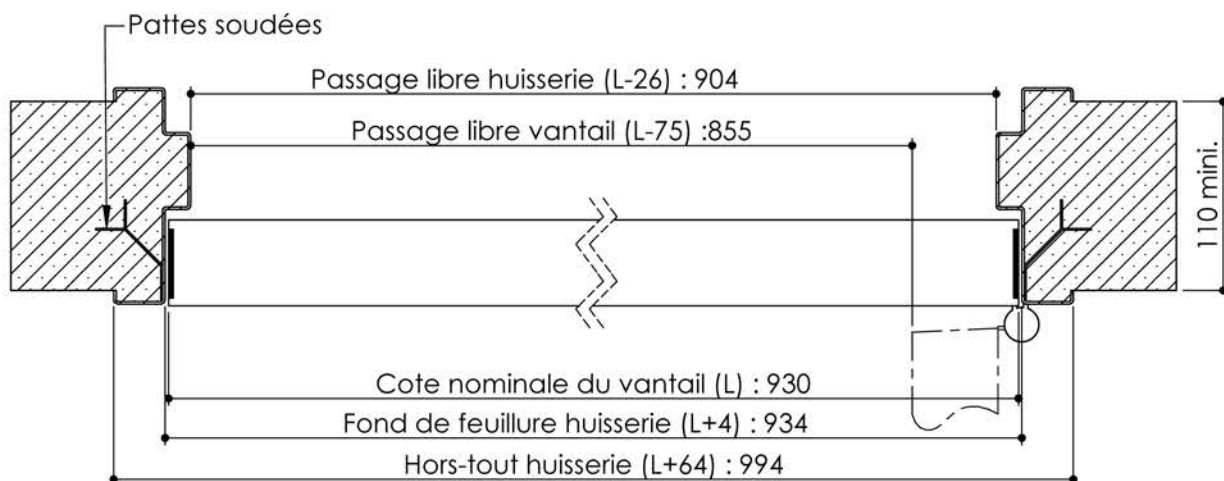 Pattes soudées
Passage libre huisserie (L-26) : 904
Passage libre vantail (L-75) :855
110 mini.
Cote nominale du vantail (L) : 930
Fond de feuillure huisserie (L+4) : 934
Hors-tout huisserie (L+64) : 994